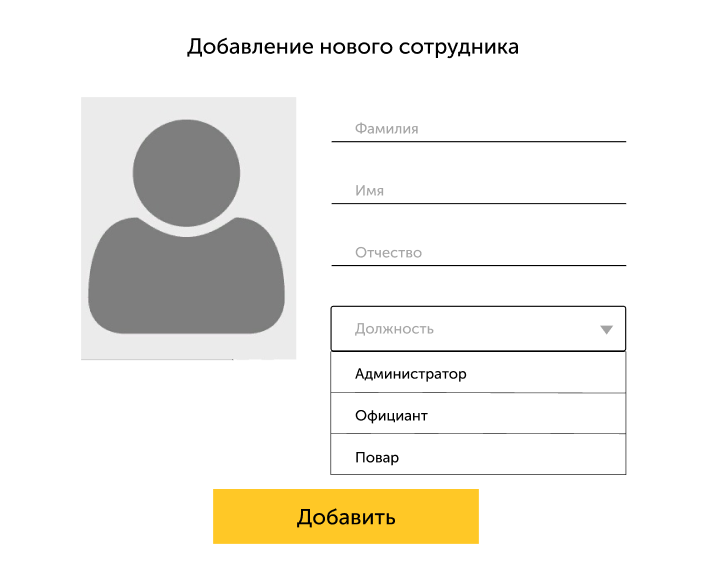 Добавление нового сотрудника
Фамилия
Имя
Отчество
Должность
Администратор
Официант
Повар
Добавить